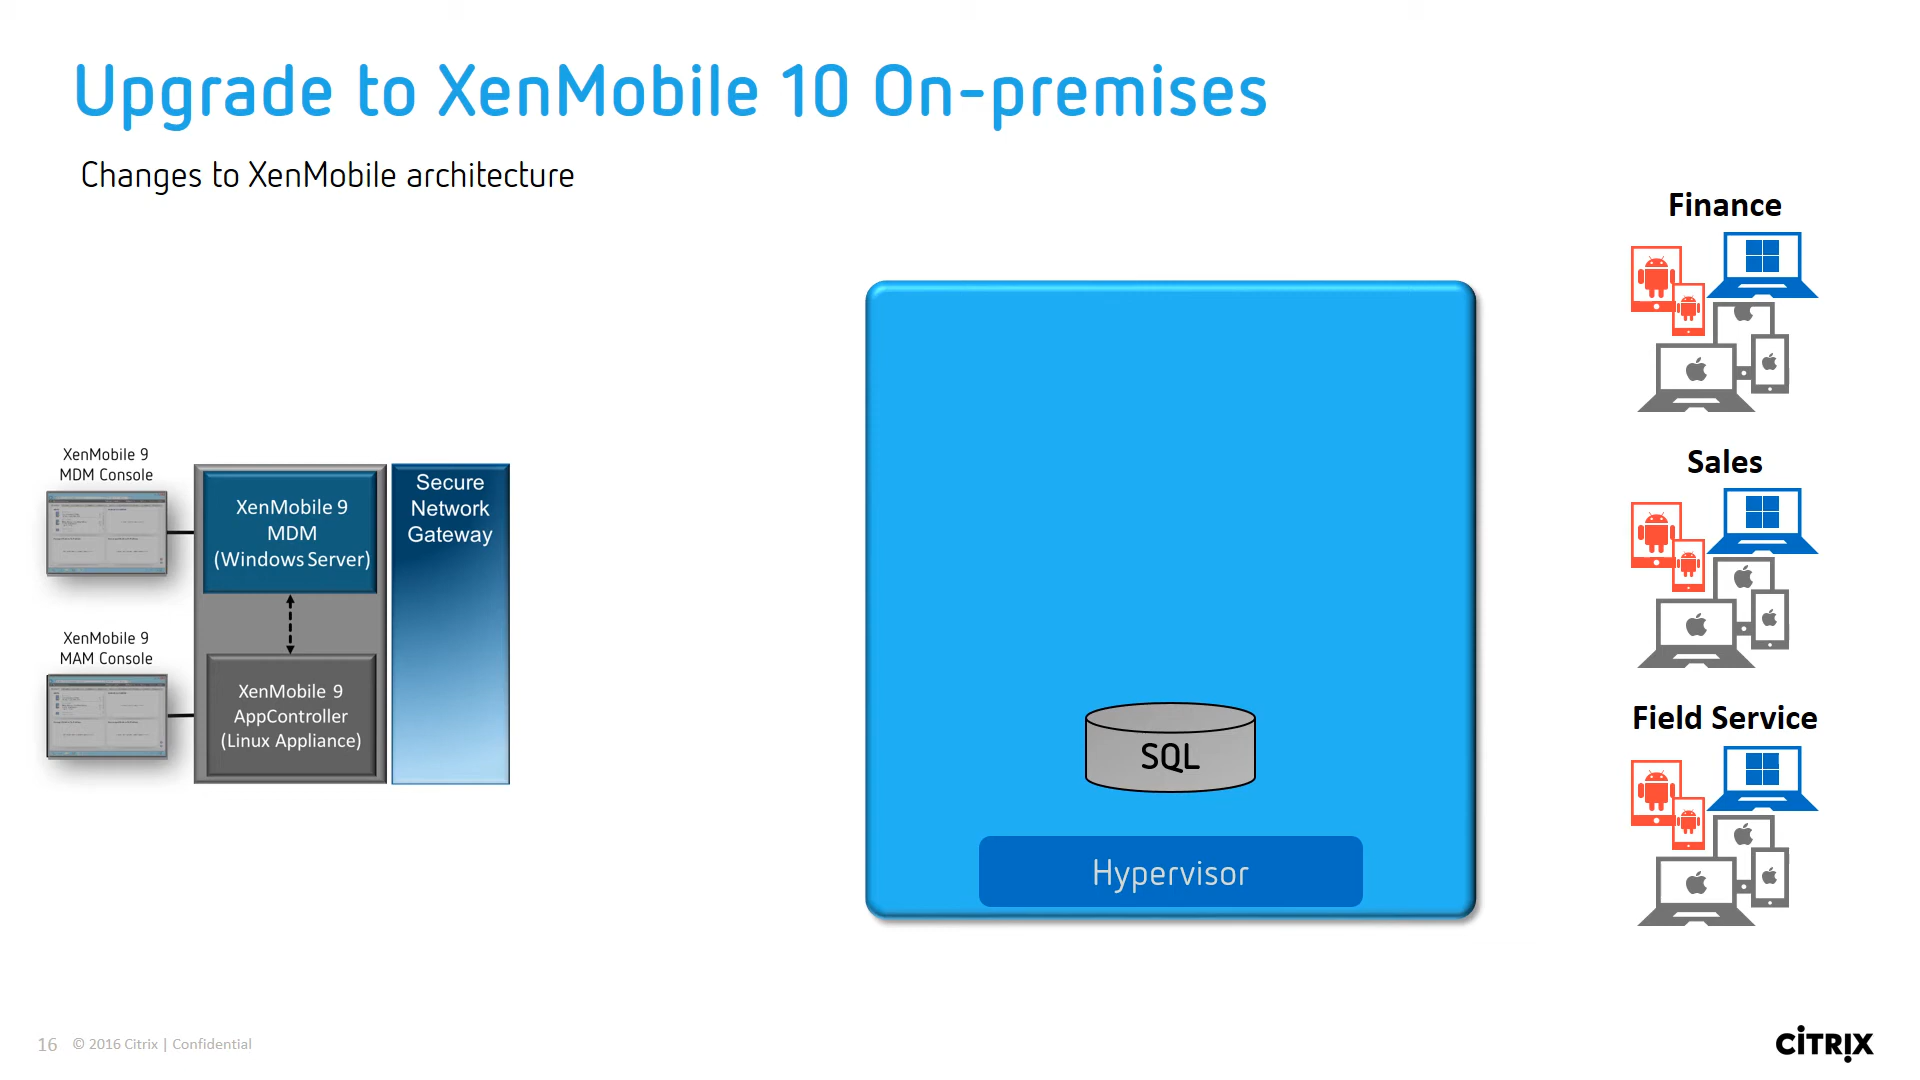 Upgrade to XenMobile 10 On-premises
Changes to XenMobile architecture
XenMobile 9
MDM Console
XenMobile 9
MDM
(Windows Server)
Secure
Network
Gateway
XenMobile 9
MAM Console
XenMobile 9
AppController
(Linux Appliance)
SQL
Hypervisor
Finance
Sales
Field Service
16 © 2016 Citrix | Confidential
CiTRIX